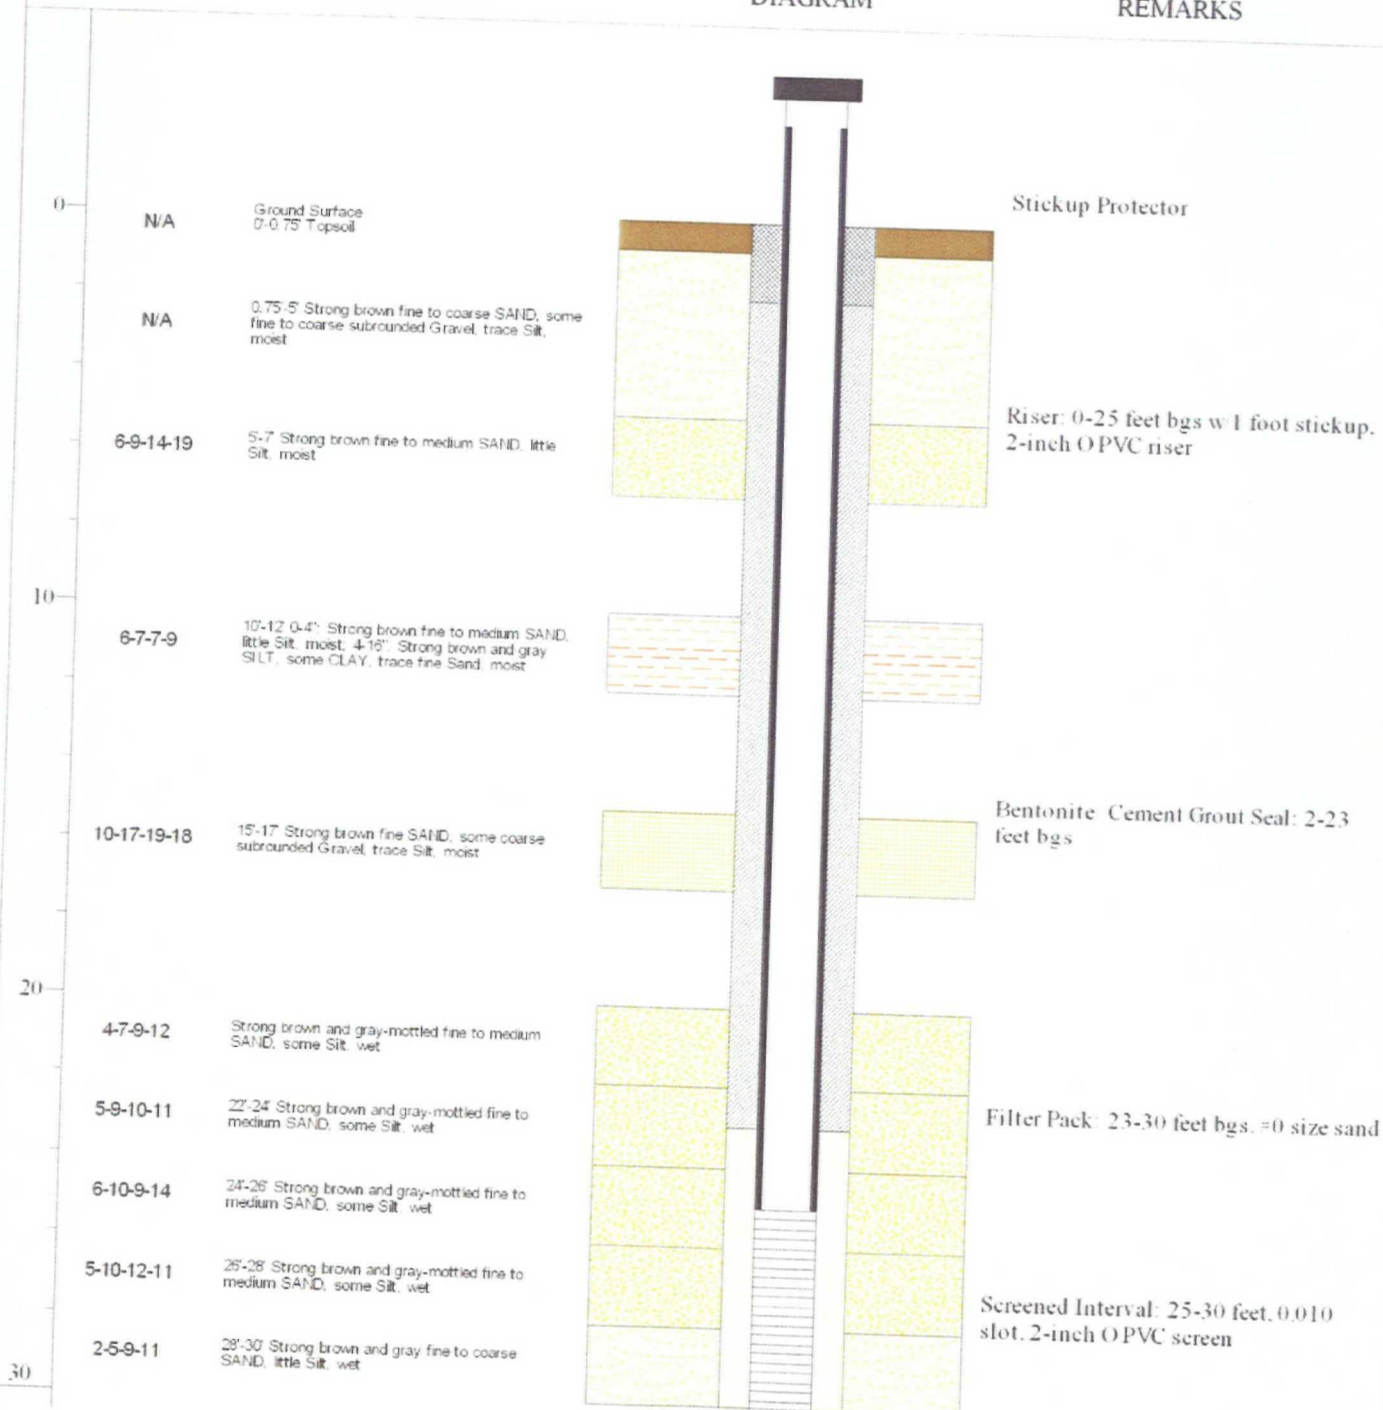 DIAGRAM
REMARKS
0
N/A
Ground Surface
0'-0.75' Topsoil
Stickup Protector
N/A
0.75'-5' Strong brown fine to coarse SAND, some
fine to coarse subrounded Gravel, trace Silt,
moist
6-9-14-19
5-7' Strong brown fine to medium SAND, little
Silt, moist
Riser: 0-25 feet bgs w 1 foot stickup.
2-inch O PVC riser
10
6-7-7-9
10'-12' 0-4": Strong brown fine to medium SAND,
little Silt, moist; 4-16": Strong brown and gray
SILT, some CLAY, trace fine Sand, moist
10-17-19-18
15'-17' Strong brown fine SAND, some coarse
subrounded Gravel, trace Silt, moist
Bentonite Cement Grout Seal: 2-23
feet bgs
20
4-7-9-12
Strong brown and gray-mottled fine to medium
SAND, some Silt, wet
5-9-10-11
22'-24' Strong brown and gray-mottled fine to
medium SAND, some Silt, wet
Filter Pack: 23-30 feet bgs. =0 size sand
6-10-9-14
24'-26' Strong brown and gray-mottled fine to
medium SAND, some Silt, wet
5-10-12-11
26'-28' Strong brown and gray-mottled fine to
medium SAND, some Silt, wet
Screened Interval: 25-30 feet, 0.010
slot. 2-inch O PVC screen
2-5-9-11
28'-30' Strong brown and gray fine to coarse
SAND, little Silt, wet
30